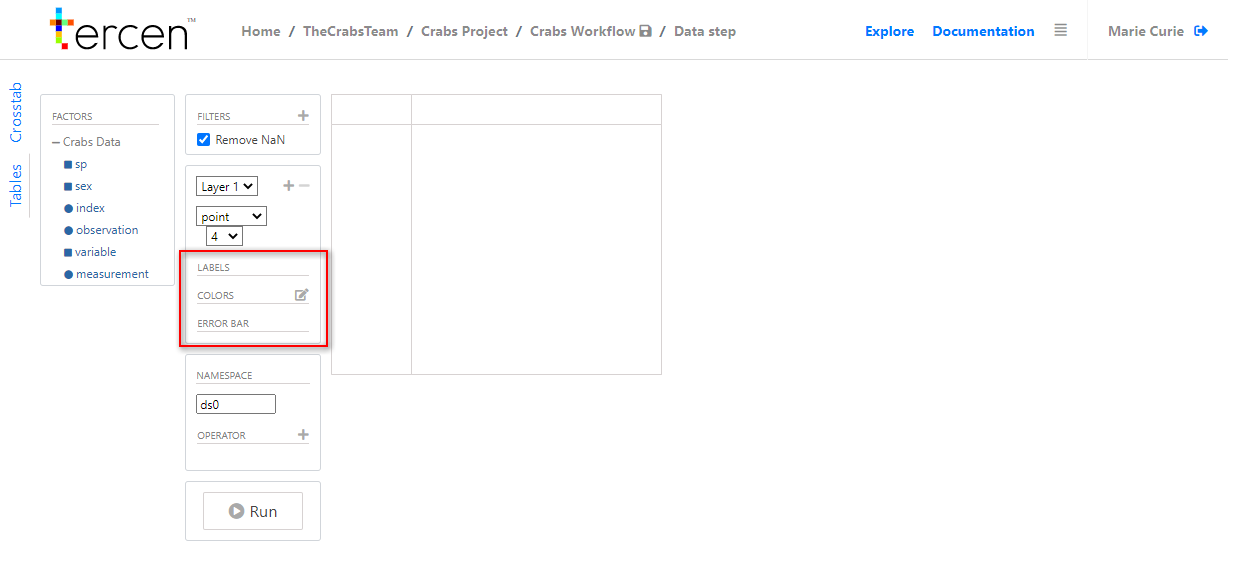 tercen™
Home / TheCrabsTeam / Crabs Project / Crabs Workflow / Data step
Explore
Documentation
Marie Curie
Crosstab
Tables
FACTORS
Crabs Data
sp
sex
index
observation
variable
measurement
FILTERS
Remove NaN
Layer 1
point
4
LABELS
COLORS
ERROR BAR
NAMESPACE
ds0
OPERATOR
Run